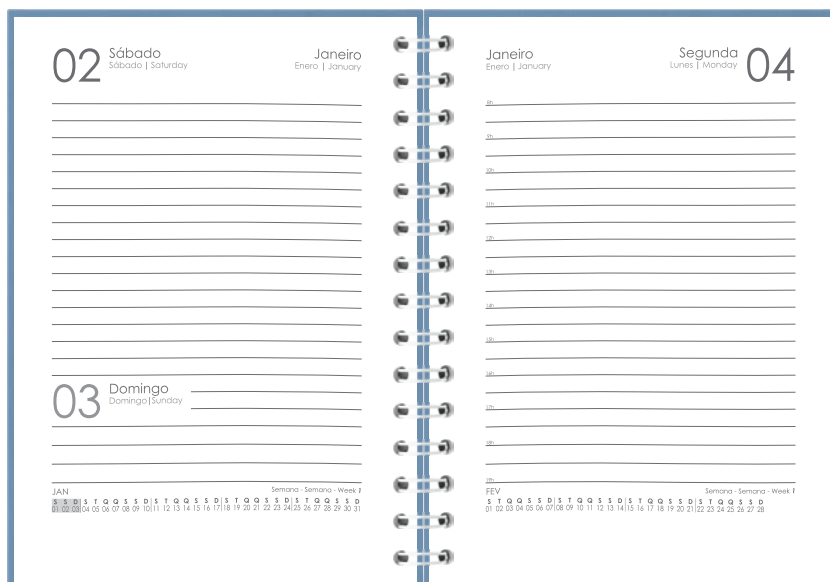 02
Sábado
Sábado | Saturday
Janeiro
Enero | January
03
Domingo
Domingo|Sunday
JAN
Semana - Semana - Week 1
S S D S T Q Q S S D S T Q Q S S D S T Q Q S S D S T Q Q S S D
01 02 03 04 05 06 07 08 09 10 11 12 13 14 15 16 17 18 19 20 21 22 23 24 25 26 27 28 29 30 31
Janeiro
Enero | January
Segunda
Lunes | Monday
04
8h
9h
10h
11h
12h
13h
14h
15h
16h
17h
18h
19h
FEV
Semana - Semana - Week 1
S T Q Q S S D S T Q Q S S D S T Q Q S S D S T Q Q S S D
01 02 03 04 05 06 07 08 09 10 11 12 13 14 15 16 17 18 19 20 21 22 23 24 25 26 27 28